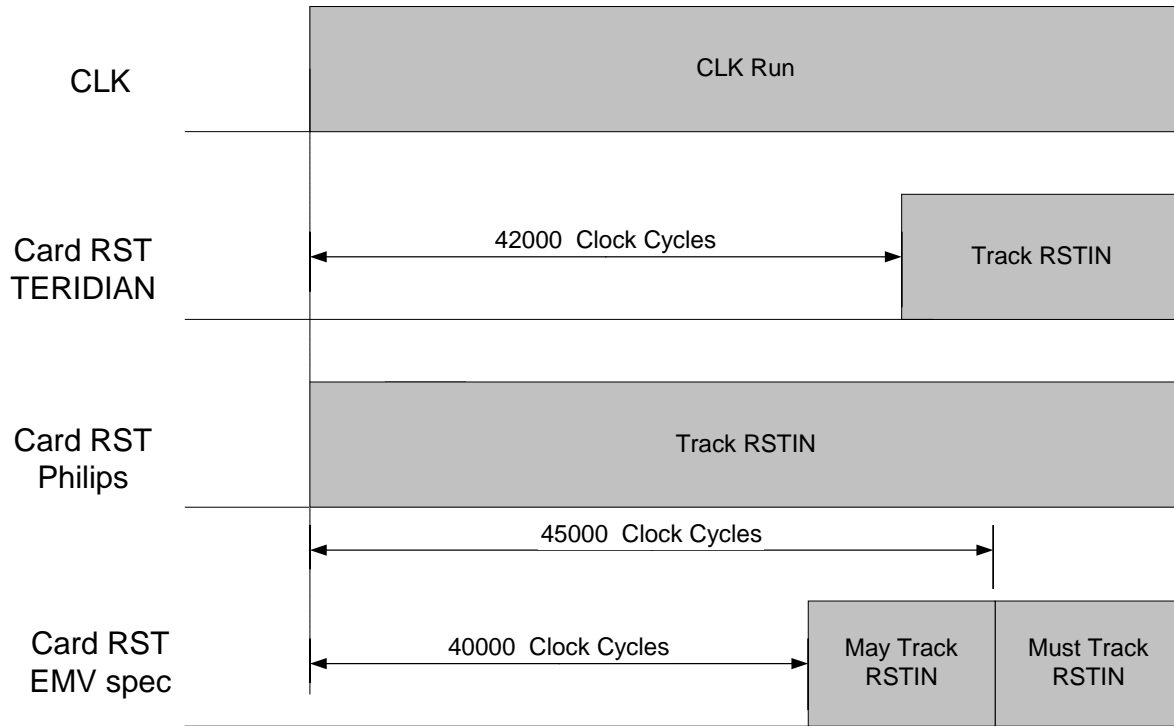 CLK
CLK Run
Card RST
TERIDIAN
42000 Clock Cycles
Track RSTIN
Card RST
Philips
Track RSTIN
45000 Clock Cycles
Card RST
EMV spec
40000 Clock Cycles
May Track
RSTIN
Must Track
RSTIN